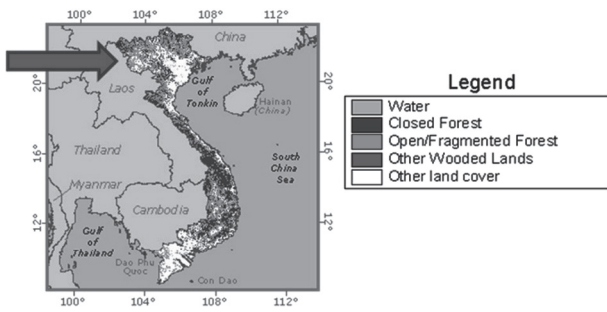 100° 104° 108° 112°
China
20°
Laos
Gulf
of
Tonkin
20°
Hainan
(China)
Thailand
16°
South
China
Sea
16°
Myanmar
Cambodia
12°
12°
Gulf
of
Thailand
Dao Phu
Quoc
Con Dao
100° 104° 108° 112°
Legend
Water
Closed Forest
Open/Fragmented Forest
Other Wooded Lands
Other land cover